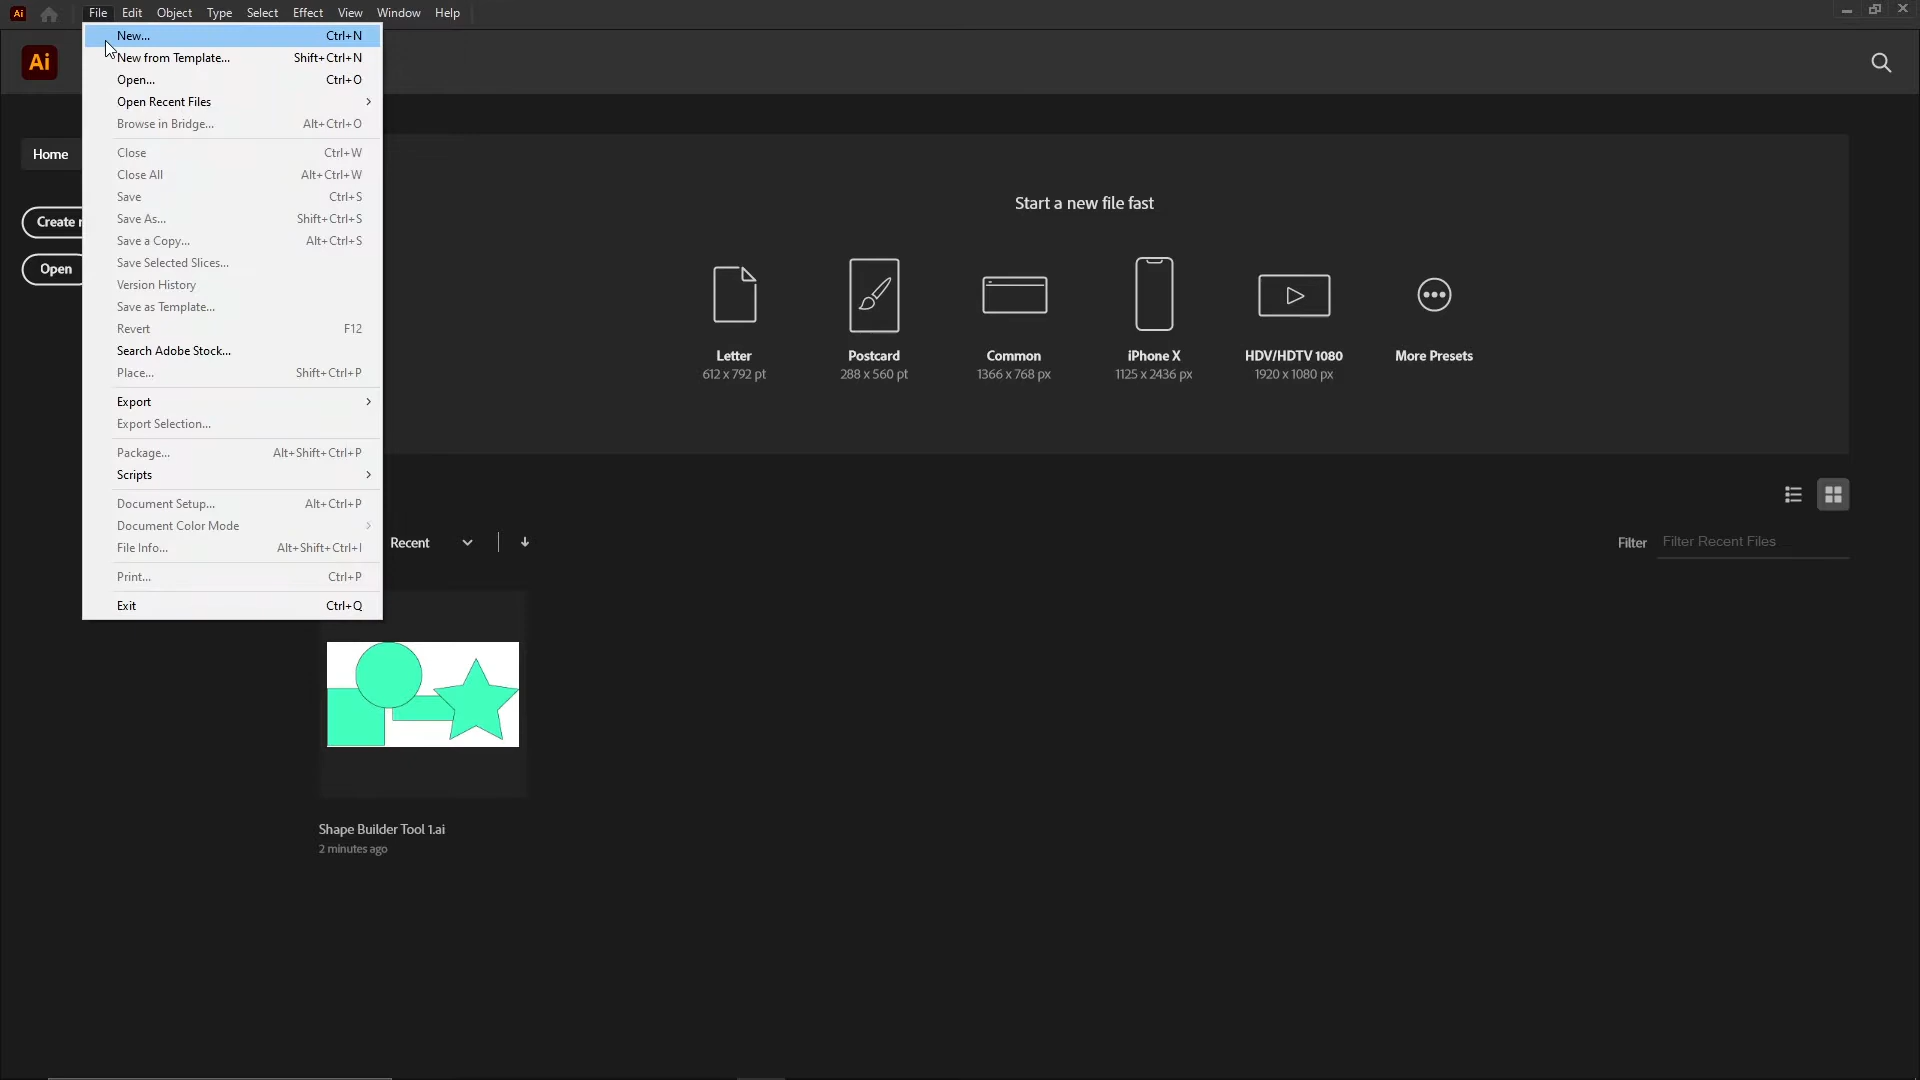 Ai File Edit Object Type Select Effect View Window Help
Ai
New... Ctrl+N
New from Template... Shift+Ctrl+N
Open... Ctrl+O
Open Recent Files
Browse in Bridge... Alt+Ctrl+O
Close Ctrl+W
Close All Alt+Ctrl+W
Save Ctrl+S
Save As... Shift+Ctrl+S
Save a Copy... Alt+Ctrl+S
Save Selected Slices...
Version History
Save as Template...
Revert F12
Search Adobe Stock...
Place... Shift+Ctrl+P
Export
Export Selection...
Package... Alt+Shift+Ctrl+P
Scripts
Document Setup... Alt+Ctrl+P
Document Color Mode
File Info... Alt+Shift+Ctrl+I
Print... Ctrl+P
Exit Ctrl+Q
Home
Create
Open
Start a new file fast
Letter
612 x 792 pt
Postcard
288 x 560 pt
Common
1366 x 768 px
iPhone X
1125 x 2436 px
HDV/HDTV 1080
1920 x 1080 px
More Presets
Recent
Filter Filter Recent Files
Shape Builder Tool 1.ai
2 minutes ago